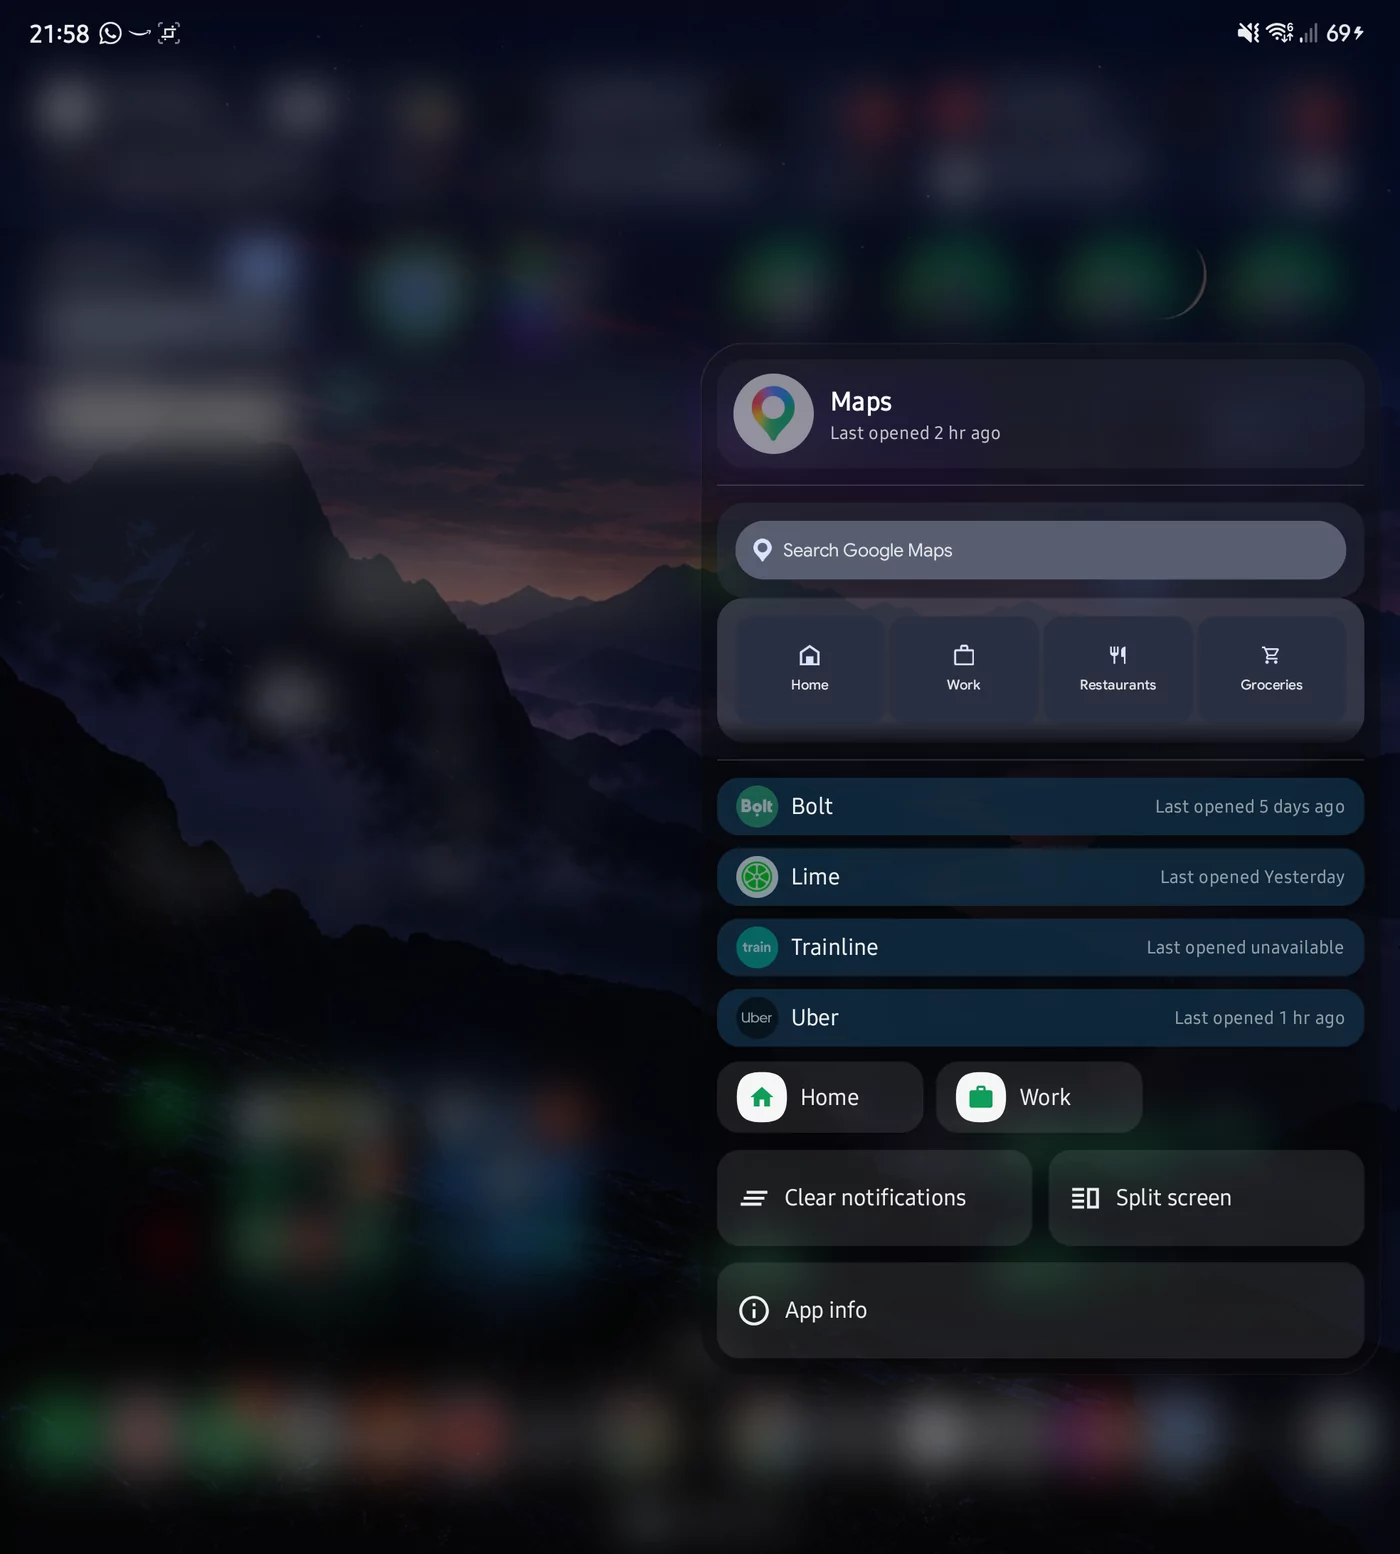 21:58
6
69
Maps
Last opened 2 hr ago
Search Google Maps
Home Work Restaurants Groceries
Bolt Bolt Last opened 5 days ago
Lime Last opened Yesterday
train Trainline Last opened unavailable
Uber Uber Last opened 1 hr ago
Home Work
Clear notifications Split screen
App info